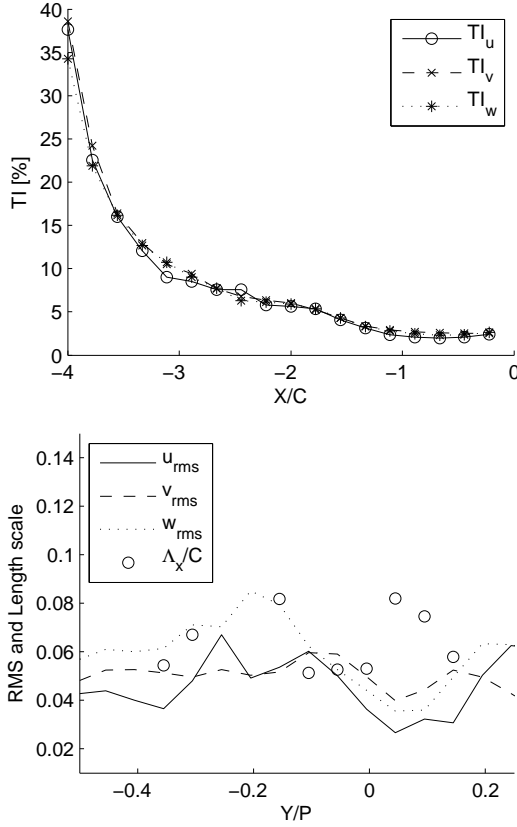 40
35
30
25
20
15
10
5
0
TI [%]
TI_u
TI_v
TI_w
−4 −3 −2 −1 0
X/C
0.14
0.12
0.1
0.08
0.06
0.04
0.02
RMS and Length scale
u_rms
v_rms
w_rms
Λ_x/C
−0.4 −0.2 0 0.2
Y/P